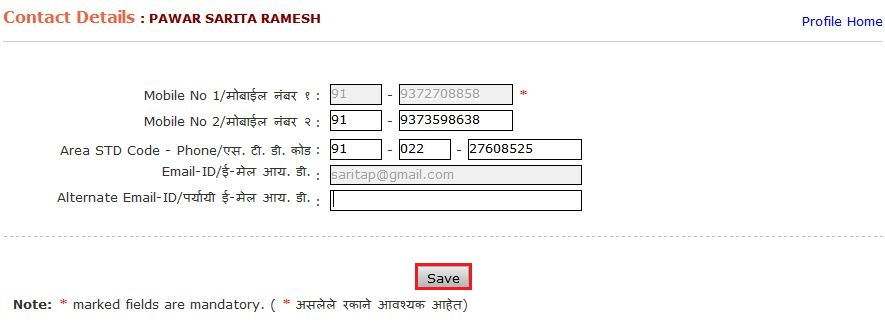 Contact Details : PAWAR SARITA RAMESH
Profile Home
Mobile No 1/मोबाईल नंबर १ : 91 - 9372708858 *
Mobile No 2/मोबाईल नंबर २ : 91 - 9373598638
Area STD Code - Phone/एस. टी. डी. कोड : 91 - 022 - 27608525
Email-ID/ई-मेल आय. डी. : saritap@gmail.com
Alternate Email-ID/पर्यायी ई-मेल आय. डी. :
Save
Note: * marked fields are mandatory. ( * असलेले रकाने आवश्यक आहेत)